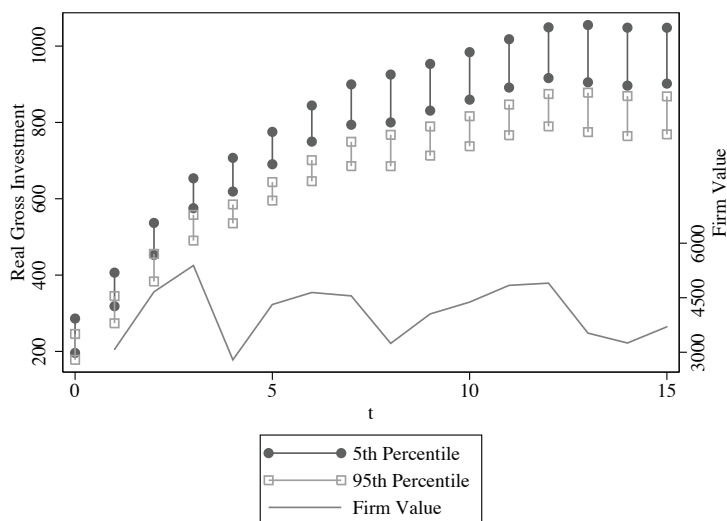 1000
800
600
400
200
Real Gross Investment
6000
4500
3000
Firm Value
0
5
10
15
t
5th Percentile
95th Percentile
Firm Value